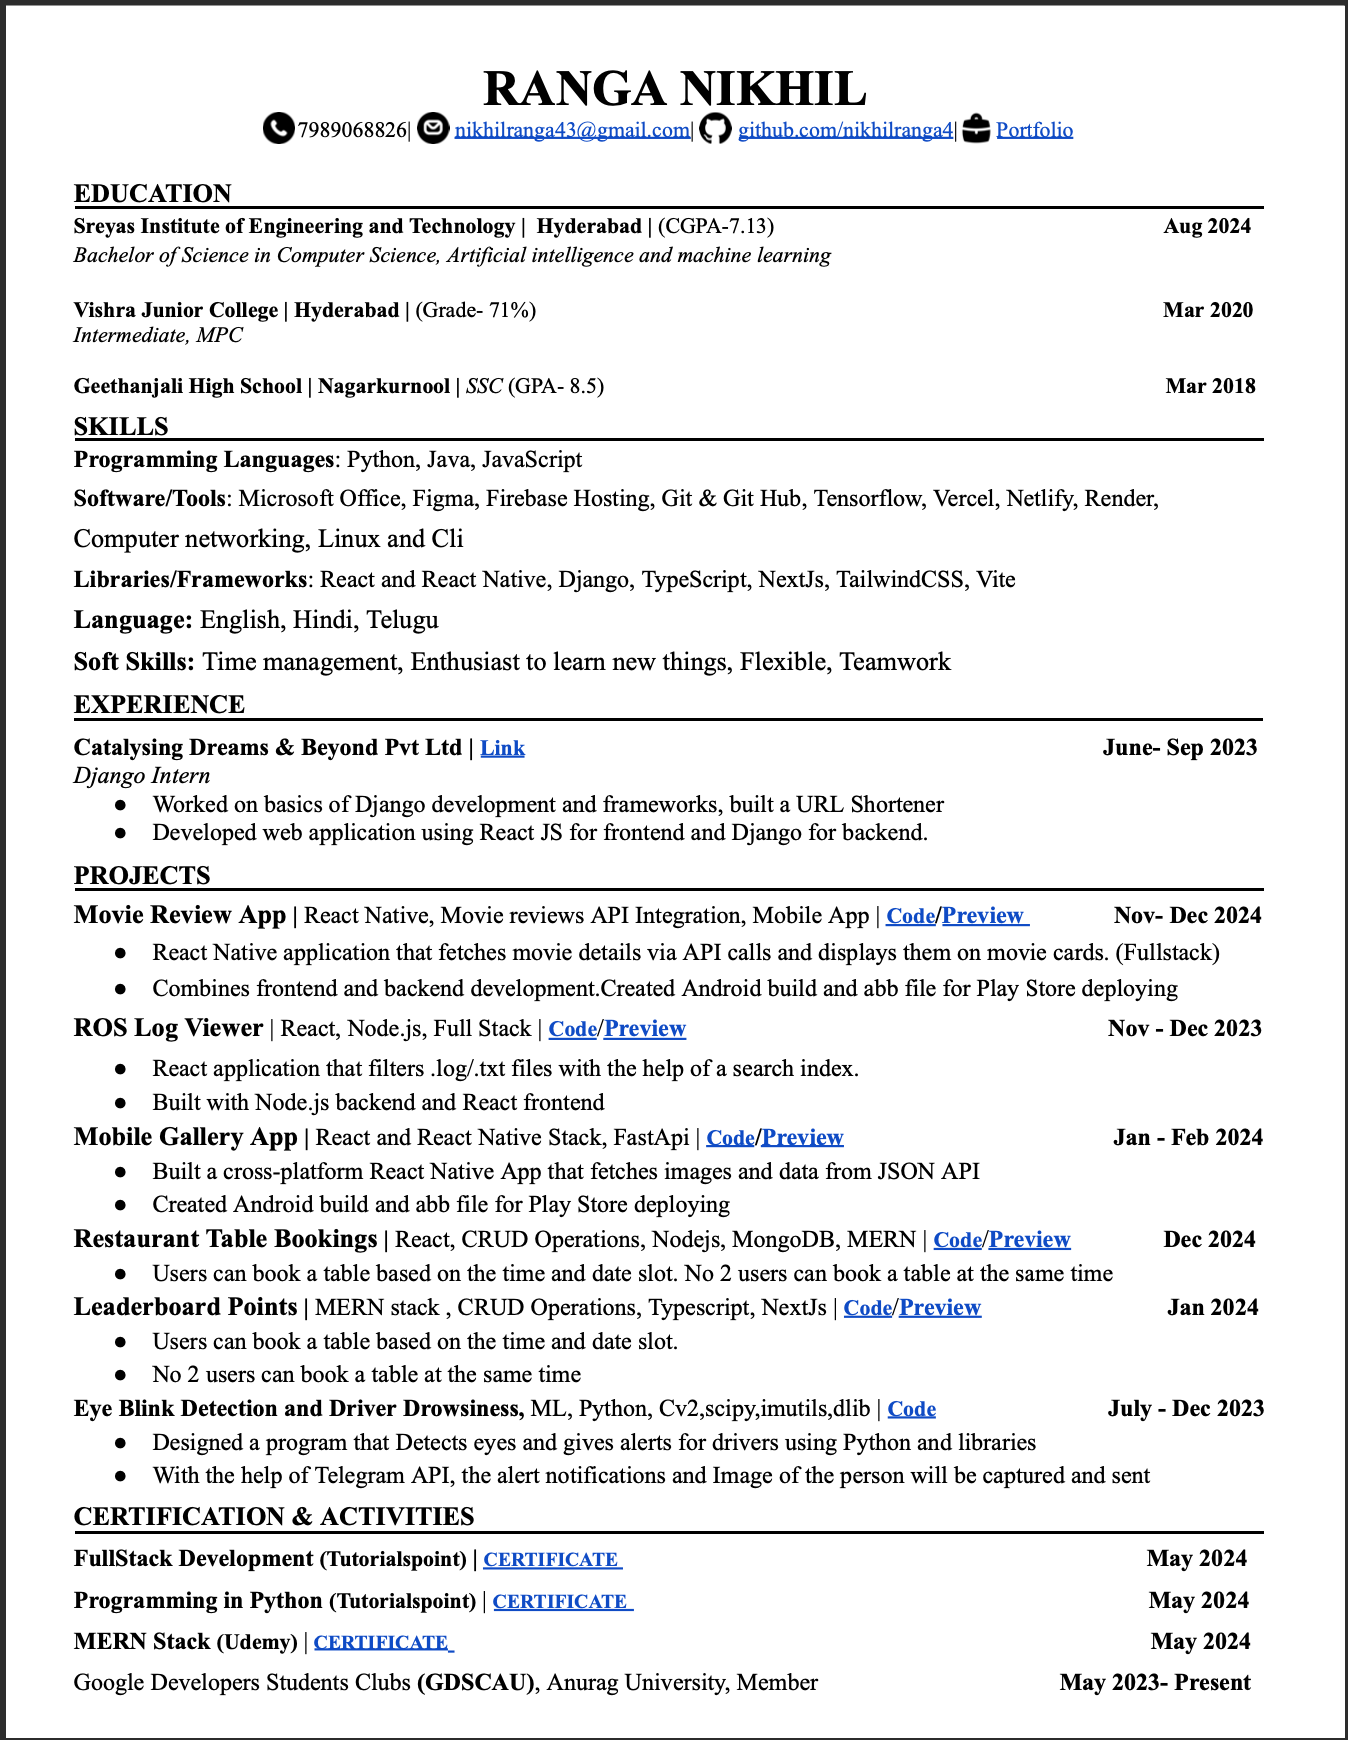 RANGA NIKHIL
7989068826| nikhilranga43@gmail.com| github.com/nikhilranga4| Portfolio
EDUCATION
Sreyas Institute of Engineering and Technology | Hyderabad | (CGPA-7.13) Aug 2024
Bachelor of Science in Computer Science, Artificial intelligence and machine learning
Vishra Junior College | Hyderabad | (Grade- 71%) Mar 2020
Intermediate, MPC
Geethanjali High School | Nagarkurnool | SSC (GPA- 8.5) Mar 2018
SKILLS
Programming Languages: Python, Java, JavaScript
Software/Tools: Microsoft Office, Figma, Firebase Hosting, Git & Git Hub, Tensorflow, Vercel, Netlify, Render,
Computer networking, Linux and Cli
Libraries/Frameworks: React and React Native, Django, TypeScript, NextJs, TailwindCSS, Vite
Language: English, Hindi, Telugu
Soft Skills: Time management, Enthusiast to learn new things, Flexible, Teamwork
EXPERIENCE
Catalysing Dreams & Beyond Pvt Ltd | Link June- Sep 2023
Django Intern
● Worked on basics of Django development and frameworks, built a URL Shortener
● Developed web application using React JS for frontend and Django for backend.
PROJECTS
Movie Review App | React Native, Movie reviews API Integration, Mobile App | Code/Preview Nov- Dec 2024
● React Native application that fetches movie details via API calls and displays them on movie cards. (Fullstack)
● Combines frontend and backend development.Created Android build and abb file for Play Store deploying
ROS Log Viewer | React, Node.js, Full Stack | Code/Preview Nov - Dec 2023
● React application that filters .log/.txt files with the help of a search index.
● Built with Node.js backend and React frontend
Mobile Gallery App | React and React Native Stack, FastApi | Code/Preview Jan - Feb 2024
● Built a cross-platform React Native App that fetches images and data from JSON API
● Created Android build and abb file for Play Store deploying
Restaurant Table Bookings | React, CRUD Operations, Nodejs, MongoDB, MERN | Code/Preview Dec 2024
● Users can book a table based on the time and date slot. No 2 users can book a table at the same time
Leaderboard Points | MERN stack , CRUD Operations, Typescript, NextJs | Code/Preview Jan 2024
● Users can book a table based on the time and date slot.
● No 2 users can book a table at the same time
Eye Blink Detection and Driver Drowsiness, ML, Python, Cv2,scipy,imutils,dlib | Code July - Dec 2023
● Designed a program that Detects eyes and gives alerts for drivers using Python and libraries
● With the help of Telegram API, the alert notifications and Image of the person will be captured and sent
CERTIFICATION & ACTIVITIES
FullStack Development (Tutorialspoint) | CERTIFICATE May 2024
Programming in Python (Tutorialspoint) | CERTIFICATE May 2024
MERN Stack (Udemy) | CERTIFICATE May 2024
Google Developers Students Clubs (GDSCAU), Anurag University, Member May 2023- Present